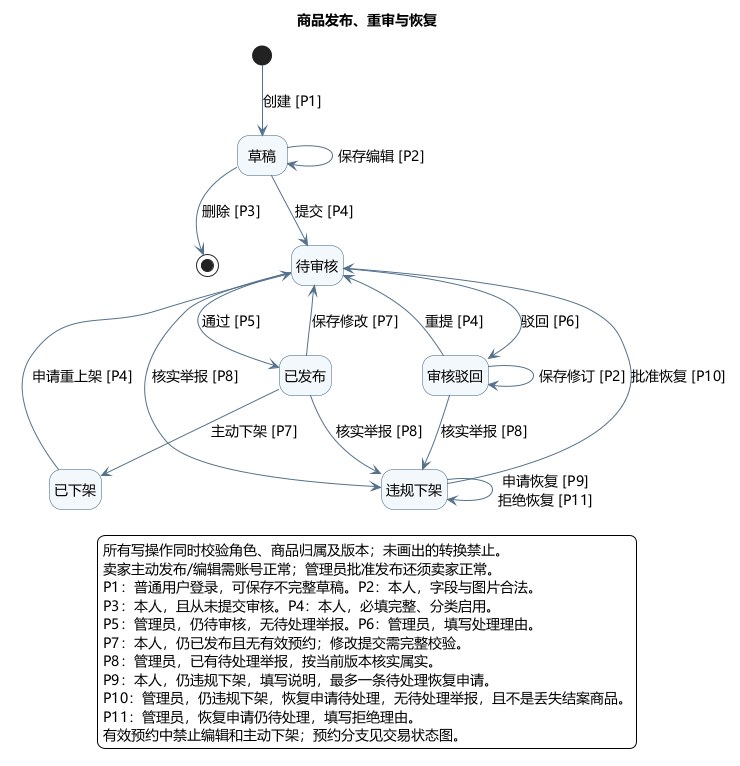 商品发布、重审与恢复
创建 [P1]
草稿
保存编辑 [P2]
删除 [P3]
提交 [P4]
待审核
通过 [P5]
保存修改 [P7]
重提 [P4]
驳回 [P6]
申请重上架 [P4]
核实举报 [P8]
已发布
审核驳回
保存修订 [P2]
批准恢复 [P10]
主动下架 [P7]
核实举报 [P8]
核实举报 [P8]
已下架
违规下架
申请恢复 [P9]
拒绝恢复 [P11]
所有写操作同时校验角色、商品归属及版本；未画出的转换禁止。
卖家主动发布/编辑需账号正常；管理员批准发布还须卖家正常。
P1：普通用户登录，可保存不完整草稿。P2：本人，字段与图片合法。
P3：本人，且从未提交审核。P4：本人，必填完整、分类启用。
P5：管理员，仍待审核，无待处理举报。P6：管理员，填写处理理由。
P7：本人，仍已发布且无有效预约；修改提交需完整校验。
P8：管理员，已有待处理举报，按当前版本核实属实。
P9：本人，仍违规下架，填写说明，最多一条待处理恢复申请。
P10：管理员，仍违规下架，恢复申请待处理，无待处理举报，且不是丢失结案商品。
P11：管理员，恢复申请仍待处理，填写拒绝理由。
有效预约中禁止编辑和主动下架；预约分支见交易状态图。